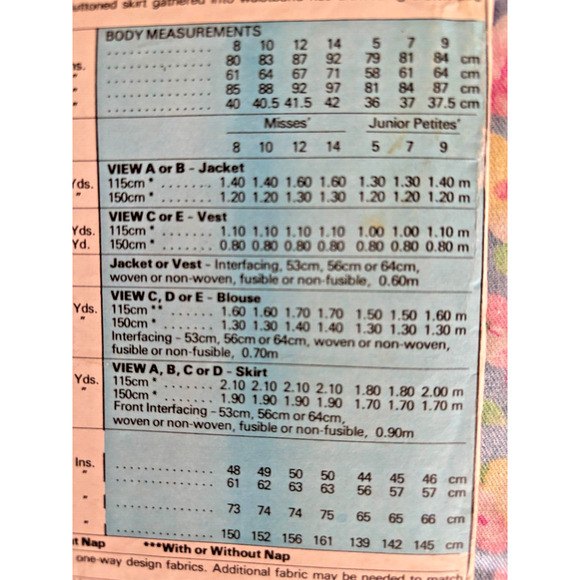 uttoned skirt gathered into
BODY MEASUREMENTS
8 10 12 14 5 7 9
ns. 80 83 87 92 79 81 84 cm
" 61 64 67 71 58 61 64 cm
" 85 88 92 97 81 84 87 cm
" 40 40.5 41.5 42 36 37 37.5 cm
Misses' Junior Petites'
8 10 12 14 5 7 9
VIEW A or B - Jacket
Yds. 115cm * ....... 1.40 1.40 1.60 1.60 1.30 1.30 1.40 m
" 150cm * ....... 1.20 1.20 1.30 1.30 1.20 1.20 1.20 m
VIEW C or E - Vest
Yds. 115cm * ....... 1.10 1.10 1.10 1.10 1.00 1.00 1.10 m
Yd. 150cm * ....... 0.80 0.80 0.80 0.80 0.80 0.80 0.80 m
Jacket or Vest - Interfacing, 53cm, 56cm or 64cm,
woven or non-woven, fusible or non-fusible, 0.60m
VIEW C, D or E - Blouse
Yds. 115cm ** ....... 1.60 1.60 1.70 1.70 1.50 1.50 1.60 m
" 150cm * ....... 1.30 1.30 1.40 1.40 1.30 1.30 1.30 m
Interfacing - 53cm, 56cm or 64cm, woven or non-woven,
fusible or non-fusible, 0.70m
VIEW A, B, C or D - Skirt
Yds. 115cm * ....... 2.10 2.10 2.10 2.10 1.80 1.80 2.00 m
" 150cm * ....... 1.90 1.90 1.90 1.90 1.70 1.70 1.70 m
Front Interfacing - 53cm, 56cm or 64cm,
woven or non-woven, fusible or non-fusible, 0.90m
Ins. ............... 48 49 50 50 44 45 46 cm
" ............... 61 62 63 63 56 57 57 cm
" ............... 73 74 74 75 65 65 66 cm
" ............... 150 152 156 161 139 142 145 cm
t Nap ***With or Without Nap
one-way design fabrics. Additional fabric may be needed to match